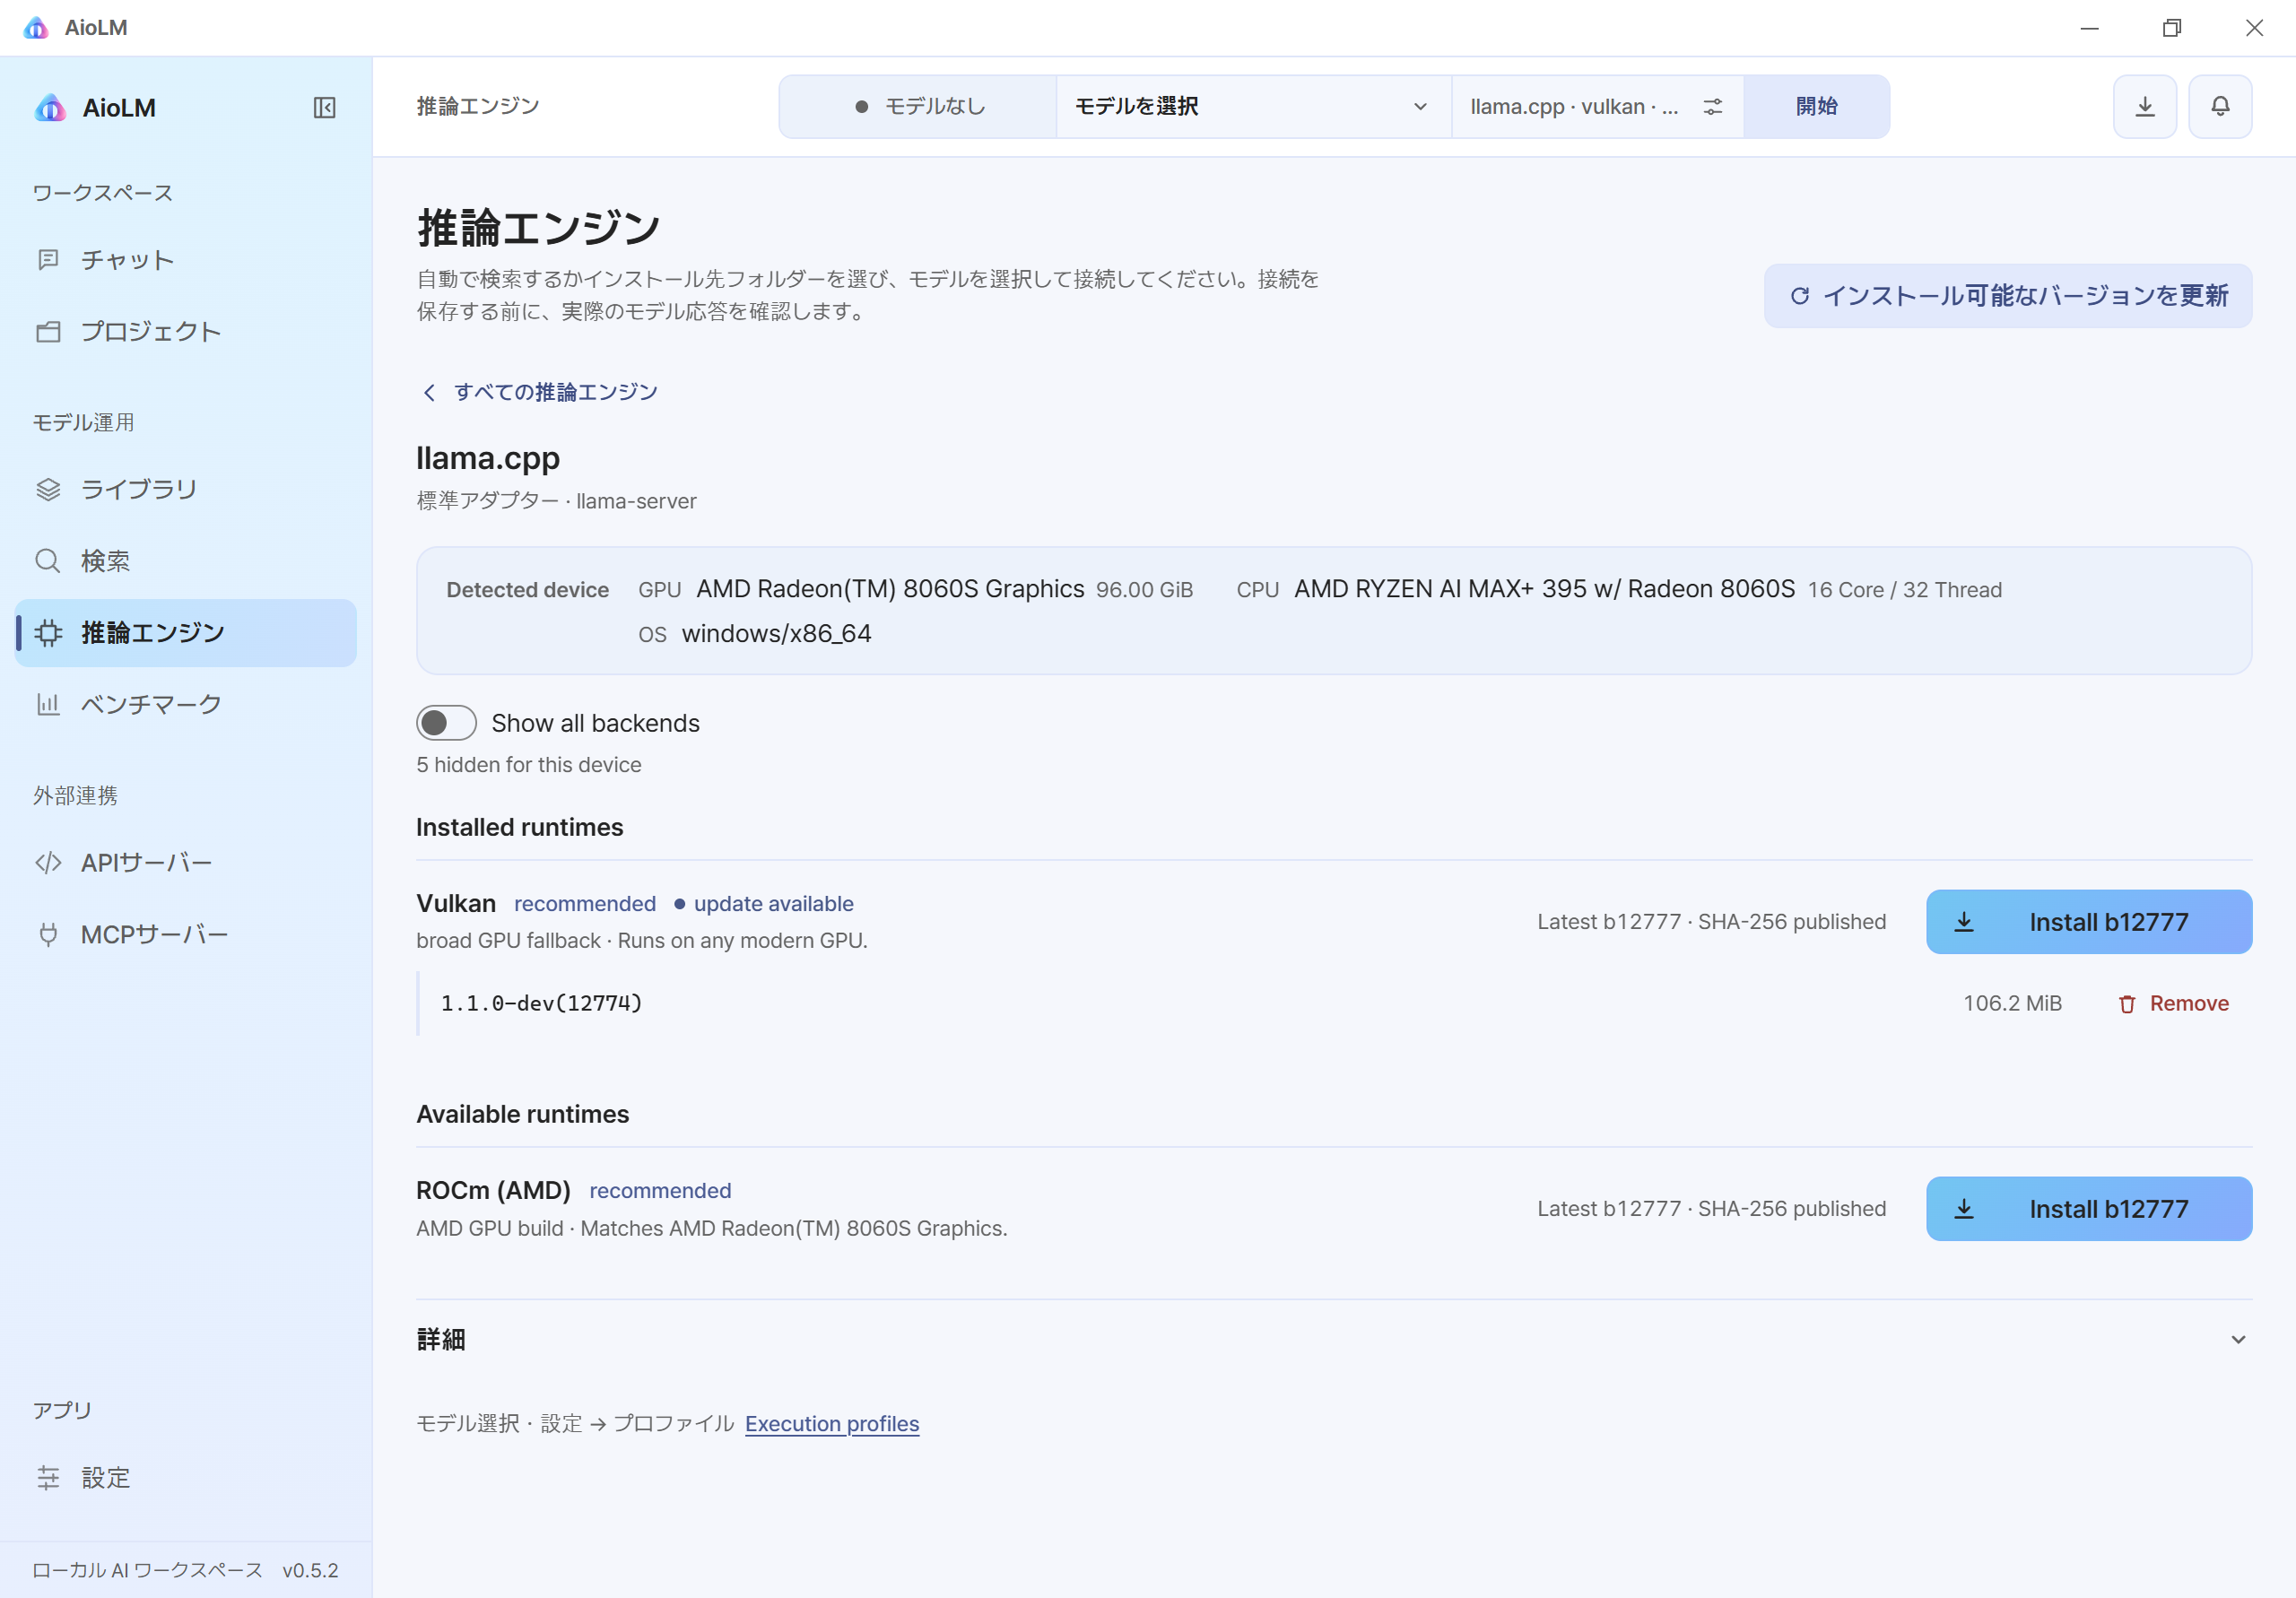 AioLM
AioLM
ワークスペース
チャット
プロジェクト
モデル運用
ライブラリ
検索
推論エンジン
ベンチマーク
外部連携
APIサーバー
MCPサーバー
アプリ
設定
ローカル AI ワークスペース v0.5.2
推論エンジン
モデルなし
モデルを選択
llama.cpp · vulkan · ...
開始
推論エンジン
自動で検索するかインストール先フォルダーを選び、モデルを選択して接続してください。接続を
保存する前に、実際のモデル応答を確認します。
インストール可能なバージョンを更新
すべての推論エンジン
llama.cpp
標準アダプター · llama-server
Detected device GPU AMD Radeon(TM) 8060S Graphics 96.00 GiB CPU AMD RYZEN AI MAX+ 395 w/ Radeon 8060S 16 Core / 32 Thread
OS windows/x86_64
Show all backends
5 hidden for this device
Installed runtimes
Vulkan recommended ● update available
broad GPU fallback · Runs on any modern GPU.
Latest b12777 · SHA-256 published
Install b12777
1.1.0-dev(12774)
106.2 MiB
Remove
Available runtimes
ROCm (AMD) recommended
AMD GPU build · Matches AMD Radeon(TM) 8060S Graphics.
Latest b12777 · SHA-256 published
Install b12777
詳細
モデル選択・設定 → プロファイル Execution profiles